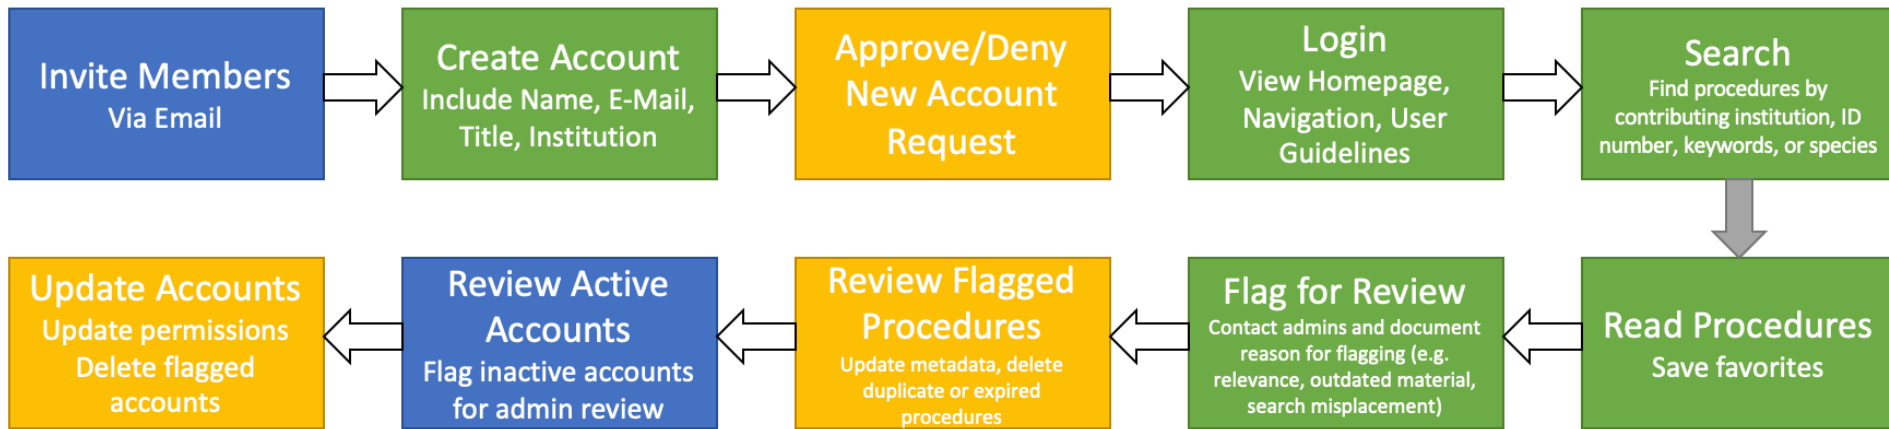 Invite Members
Via Email
Create Account
Include Name, E-Mail,
Title, Institution
Approve/Deny
New Account
Request
Login
View Homepage,
Navigation, User
Guidelines
Search
Find procedures by
contributing institution, ID
number, keywords, or species
Update Accounts
Update permissions
Delete flagged
accounts
Review Active
Accounts
Flag inactive accounts
for admin review
Review Flagged
Procedures
Update metadata, delete
duplicate or expired
procedures
Flag for Review
Contact admins and document
reason for flagging (e.g.
relevance, outdated material,
search misplacement)
Read Procedures
Save favorites